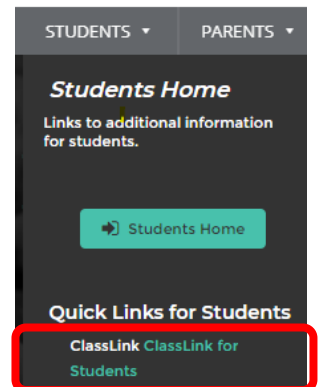 STUDENTS ▾ PARENTS ▾
Students Home
Links to additional information
for students.
Students Home
Quick Links for Students
ClassLink ClassLink for
Students